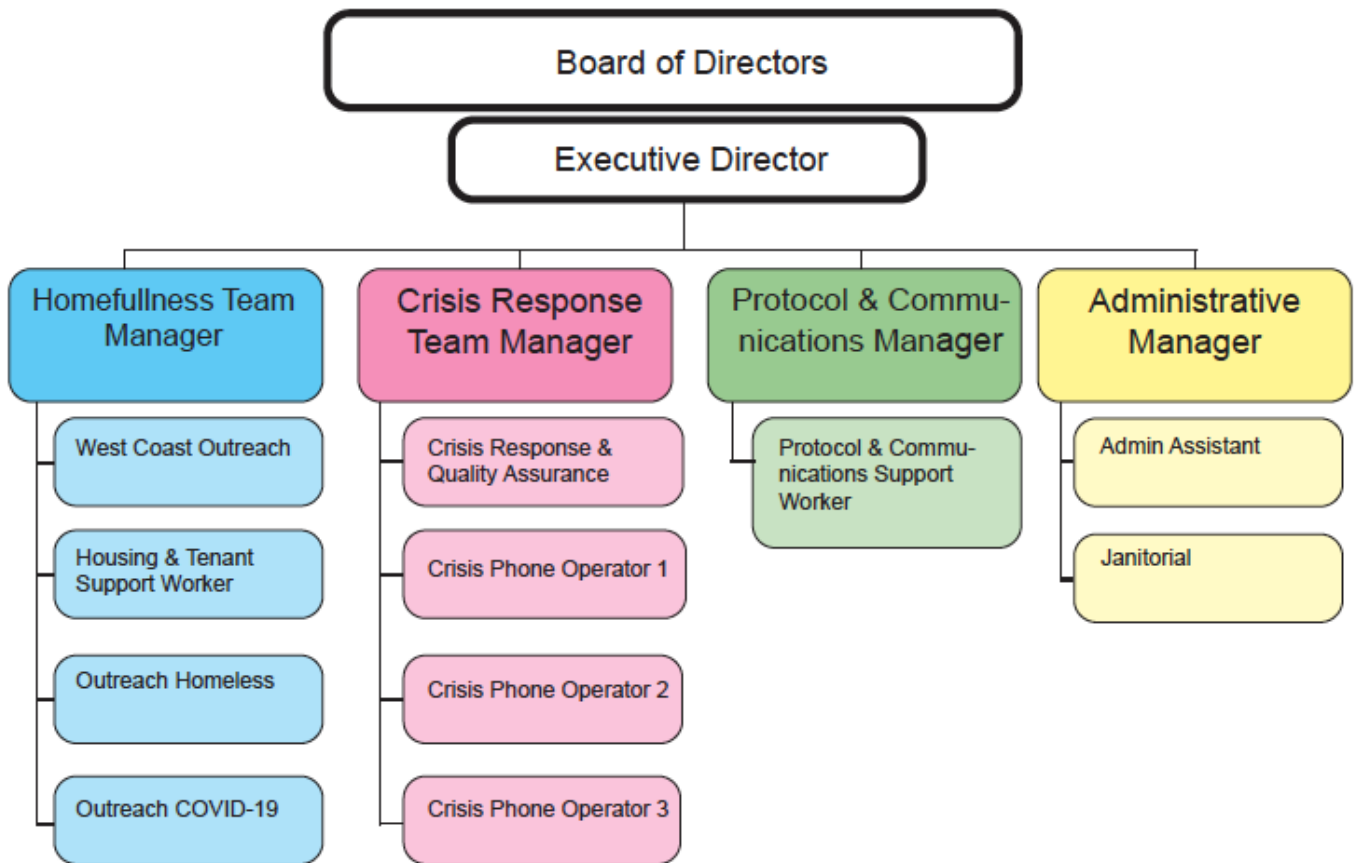 Board of Directors
Executive Director
Homefullness Team
Manager
West Coast Outreach
Housing & Tenant
Support Worker
Outreach Homeless
Outreach COVID-19
Crisis Response
Team Manager
Crisis Response &
Quality Assurance
Crisis Phone Operator 1
Crisis Phone Operator 2
Crisis Phone Operator 3
Protocol & Commu-
nications Manager
Protocol & Commu-
nications Support
Worker
Administrative
Manager
Admin Assistant
Janitorial